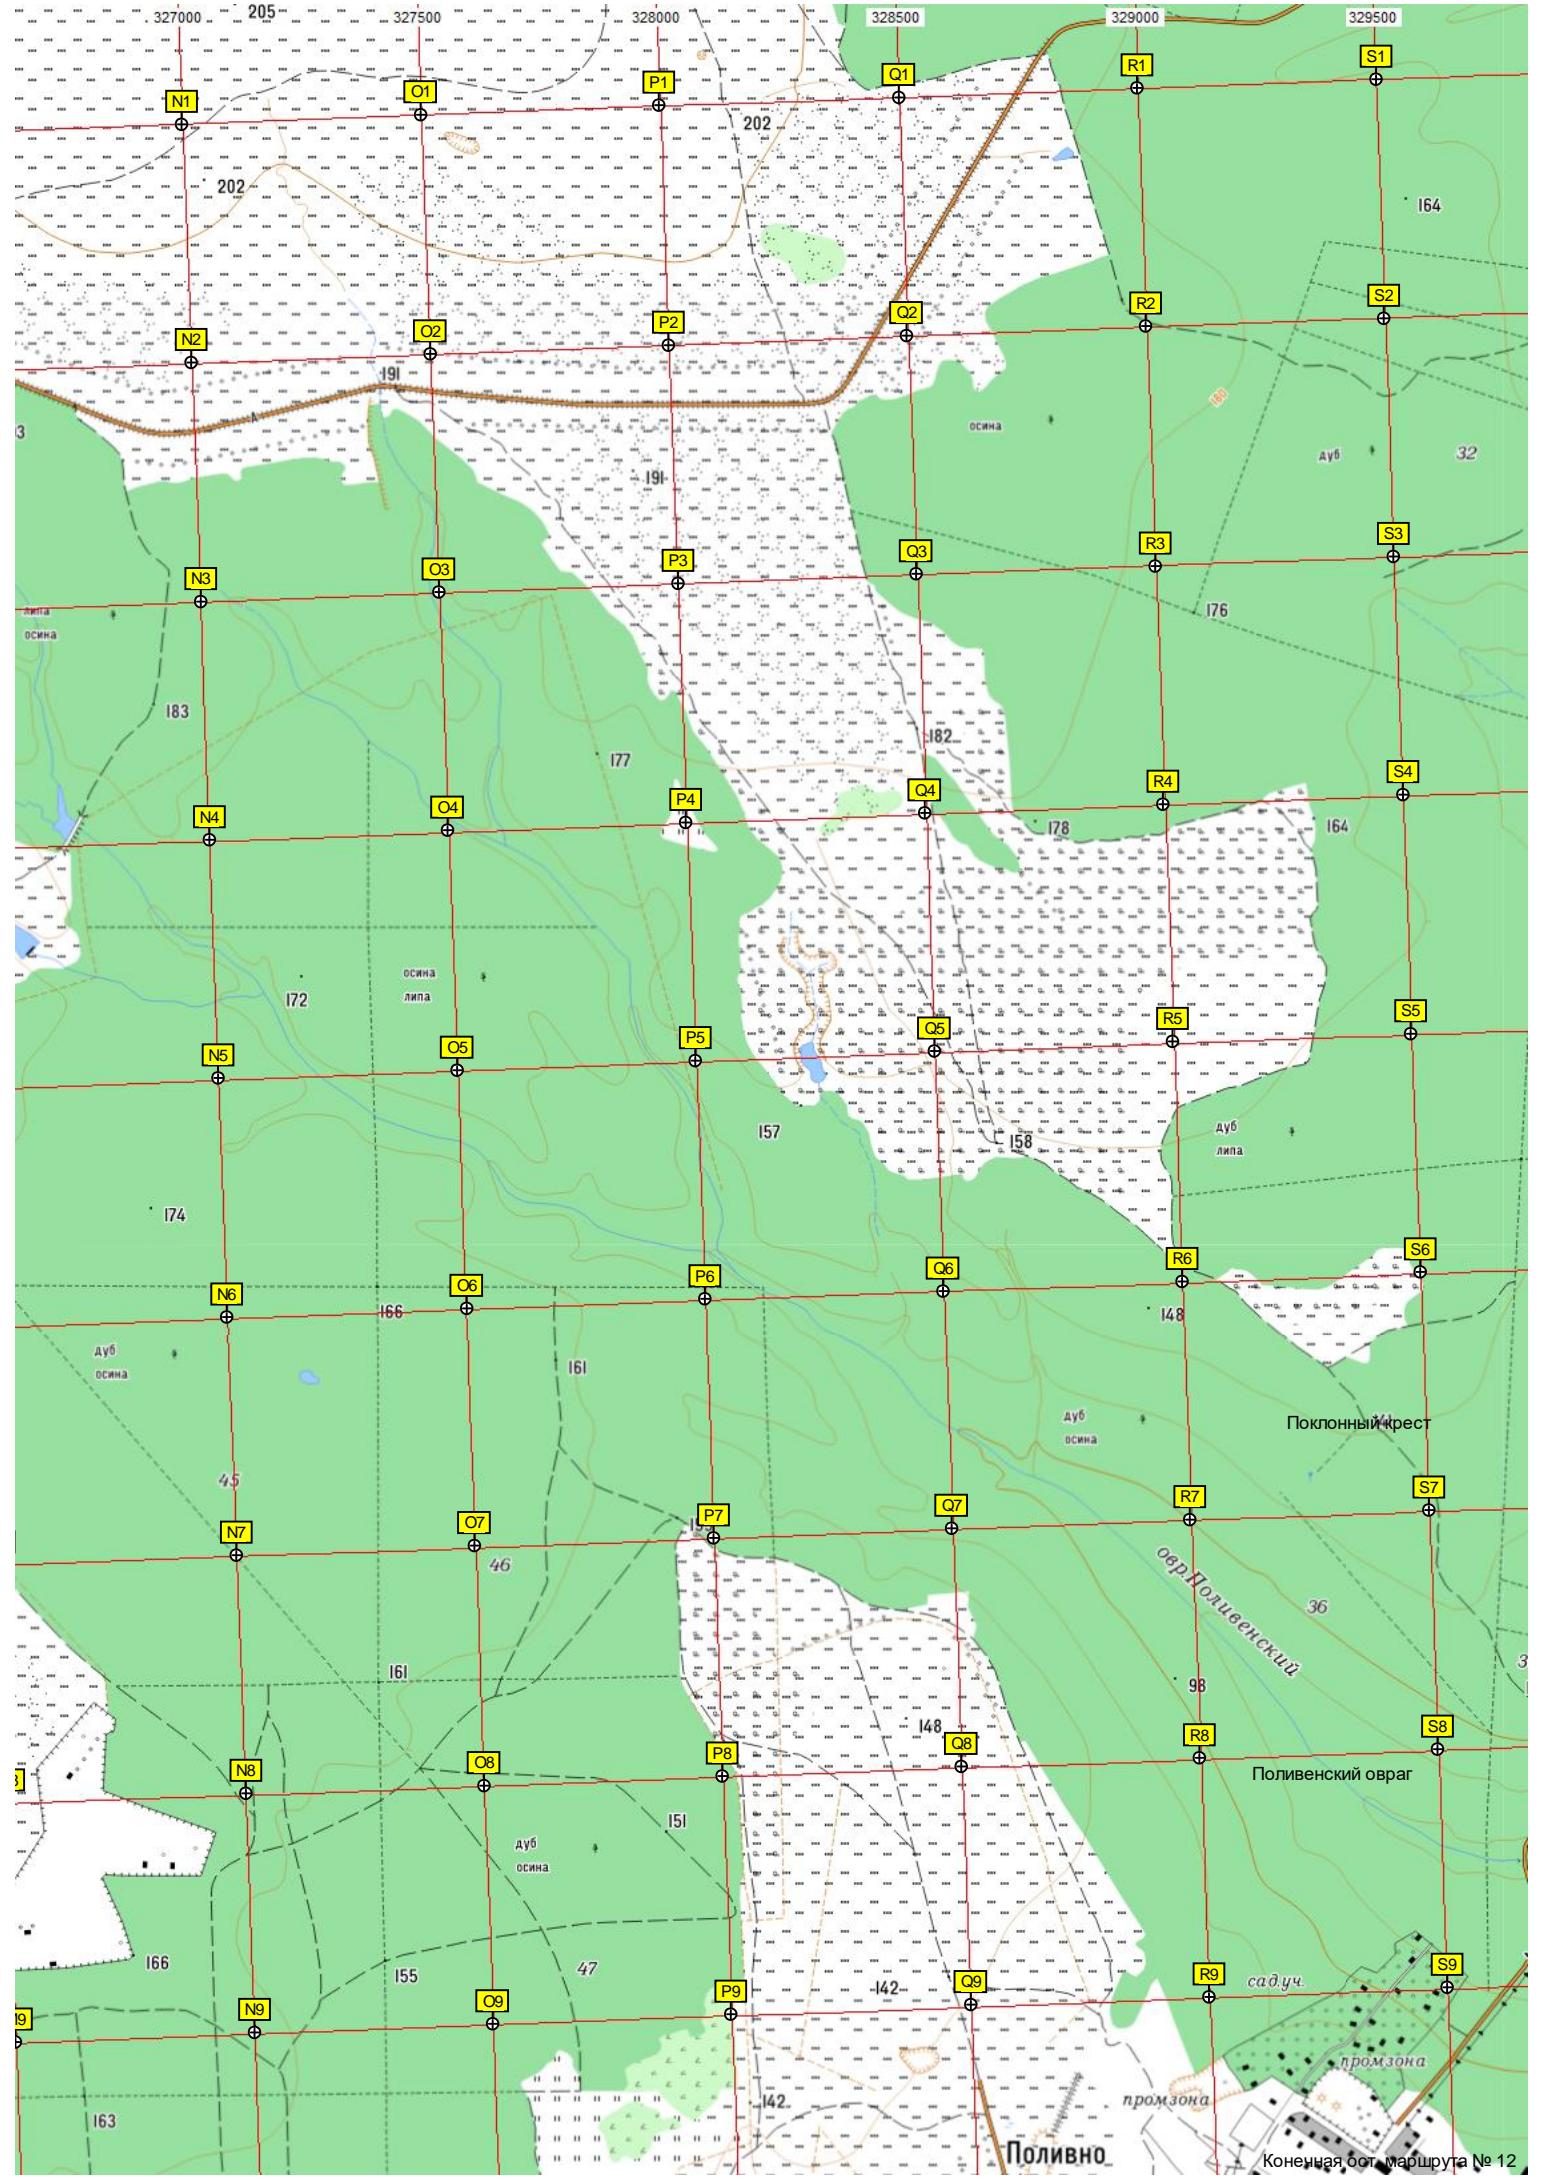 205
327000 327500 328000 328500 329000 329500
N1 O1 P1 Q1 R1 S1
202
202
164
N2 O2 P2 Q2 R2 S2
191
180
3
осина
дуб
32
191
N3 O3 P3 Q3 R3 S3
липа
осина
176
183
182
177
N4 O4 P4 Q4 R4 S4
178
164
осина
липа
172
N5 O5 P5 Q5 R5 S5
157
158
дуб
липа
174
N6 O6 P6 Q6 R6 S6
166
148
дуб
осина
161
дуб
осина
Поклонный крест
45
N7 O7 P7 Q7 R7 S7
46
овр.Поливенский
36
161
98
3
148
N8 O8 P8 Q8 R8 S8
Поливенский овраг
151
дуб
осина
166
155
47
142
N9 O9 P9 Q9 R9 S9
сад.уч.
промзона
промзона
142
163
Поливно
Конечная ост. маршрута № 12